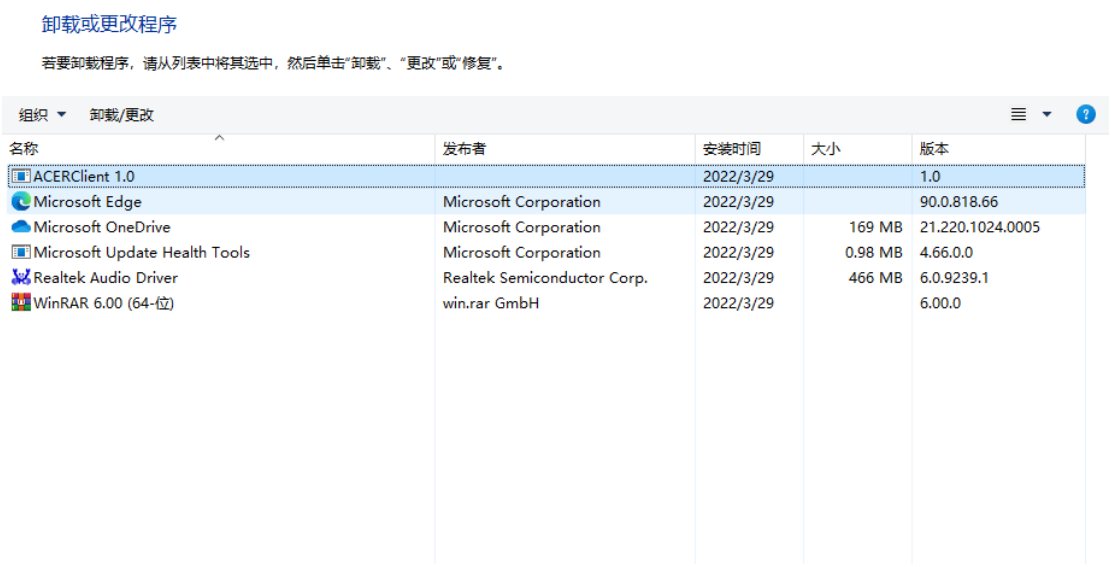 卸载或更改程序
若要卸载程序，请从列表中将其选中，然后单击“卸载”、“更改”或“修复”。
组织 卸载/更改
名称 发布者 安装时间 大小 版本
ACERClient 1.0 2022/3/29 1.0
Microsoft Edge Microsoft Corporation 2022/3/29 90.0.818.66
Microsoft OneDrive Microsoft Corporation 2022/3/29 169 MB 21.220.1024.0005
Microsoft Update Health Tools Microsoft Corporation 2022/3/29 0.98 MB 4.66.0.0
Realtek Audio Driver Realtek Semiconductor Corp. 2022/3/29 466 MB 6.0.9239.1
WinRAR 6.00 (64-位) win.rar GmbH 2022/3/29 6.00.0